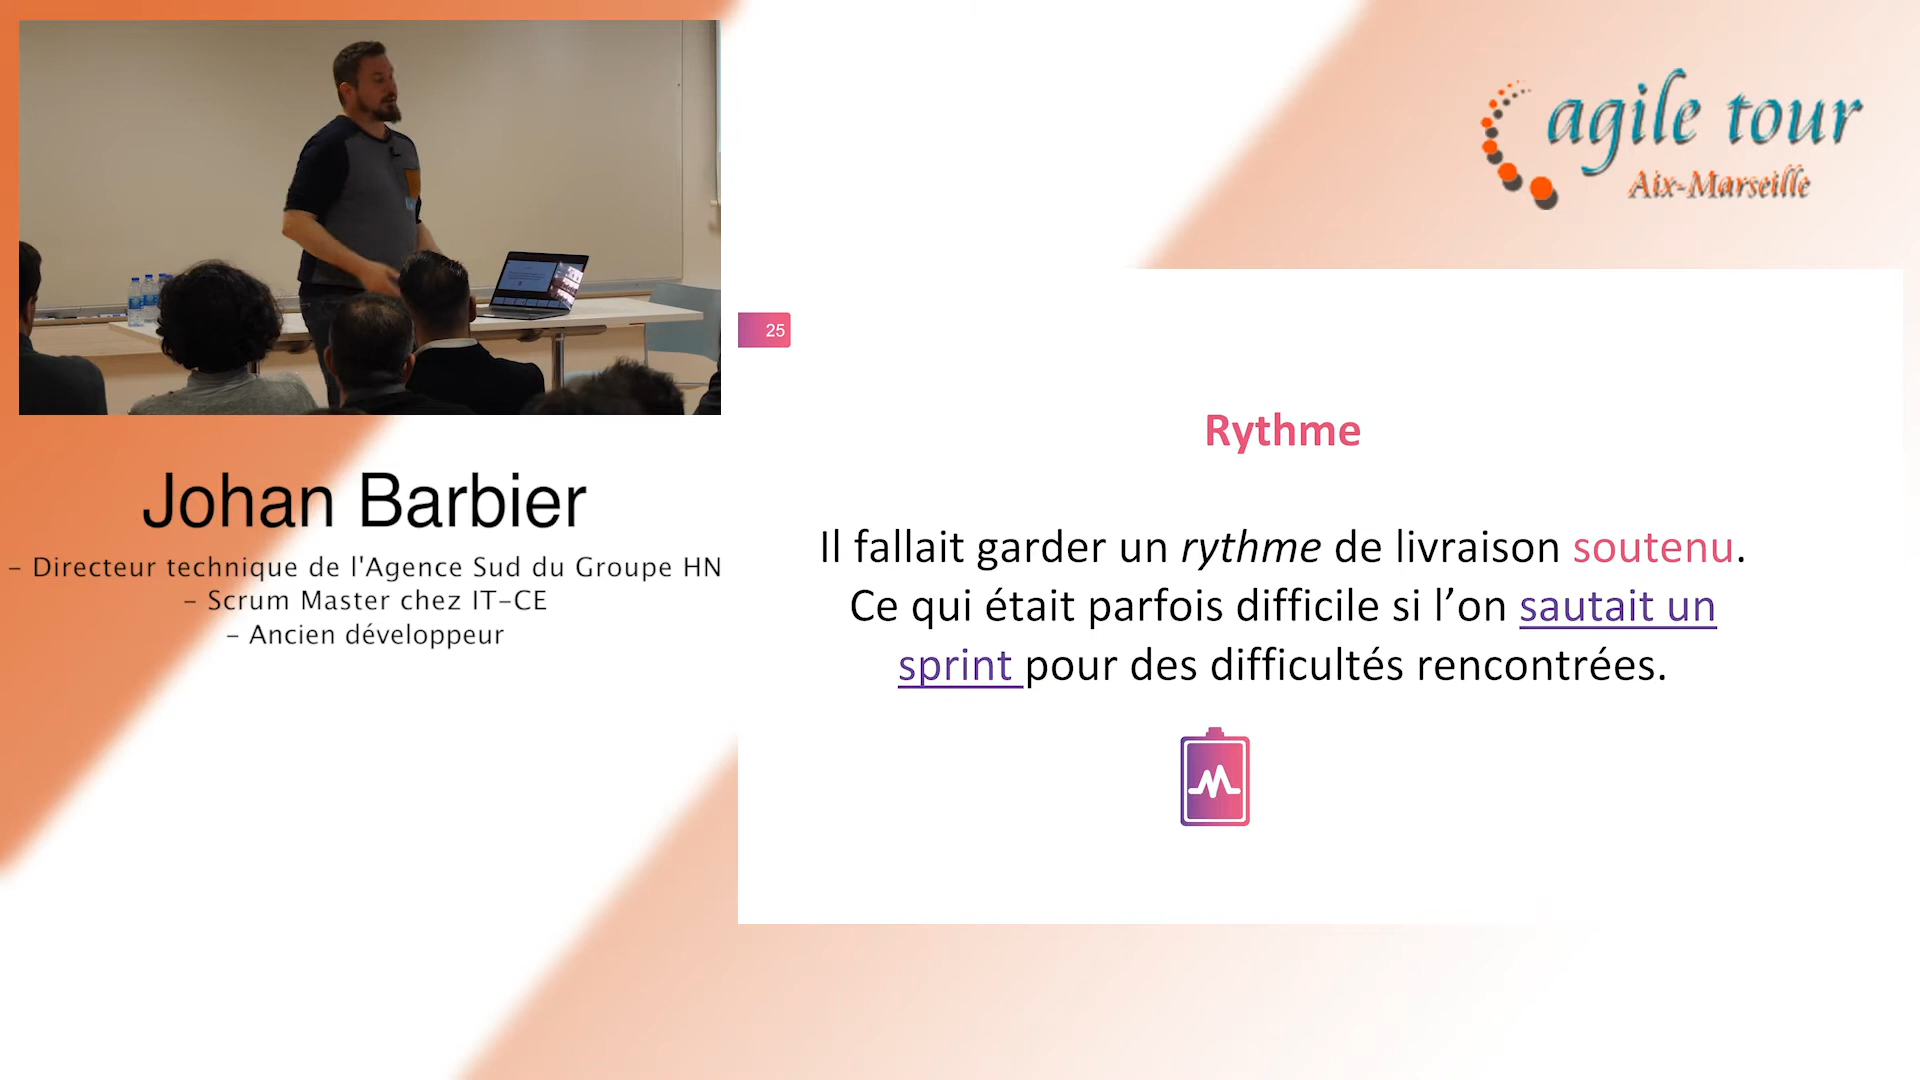 agile tour
Aix-Marseille
25
Rythme
Il fallait garder un rythme de livraison soutenu.
Ce qui était parfois difficile si l’on sautait un
sprint pour des difficultés rencontrées.
Johan Barbier
- Directeur technique de l'Agence Sud du Groupe HN
- Scrum Master chez IT-CE
- Ancien développeur